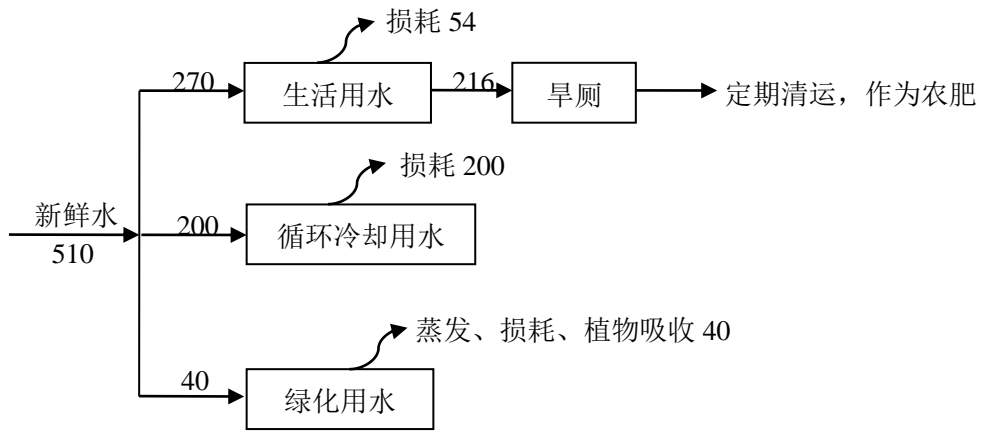 损耗 54
270
生活用水
216
旱厕
定期清运，作为农肥
损耗 200
新鲜水
510
200
循环冷却用水
蒸发、损耗、植物吸收 40
40
绿化用水